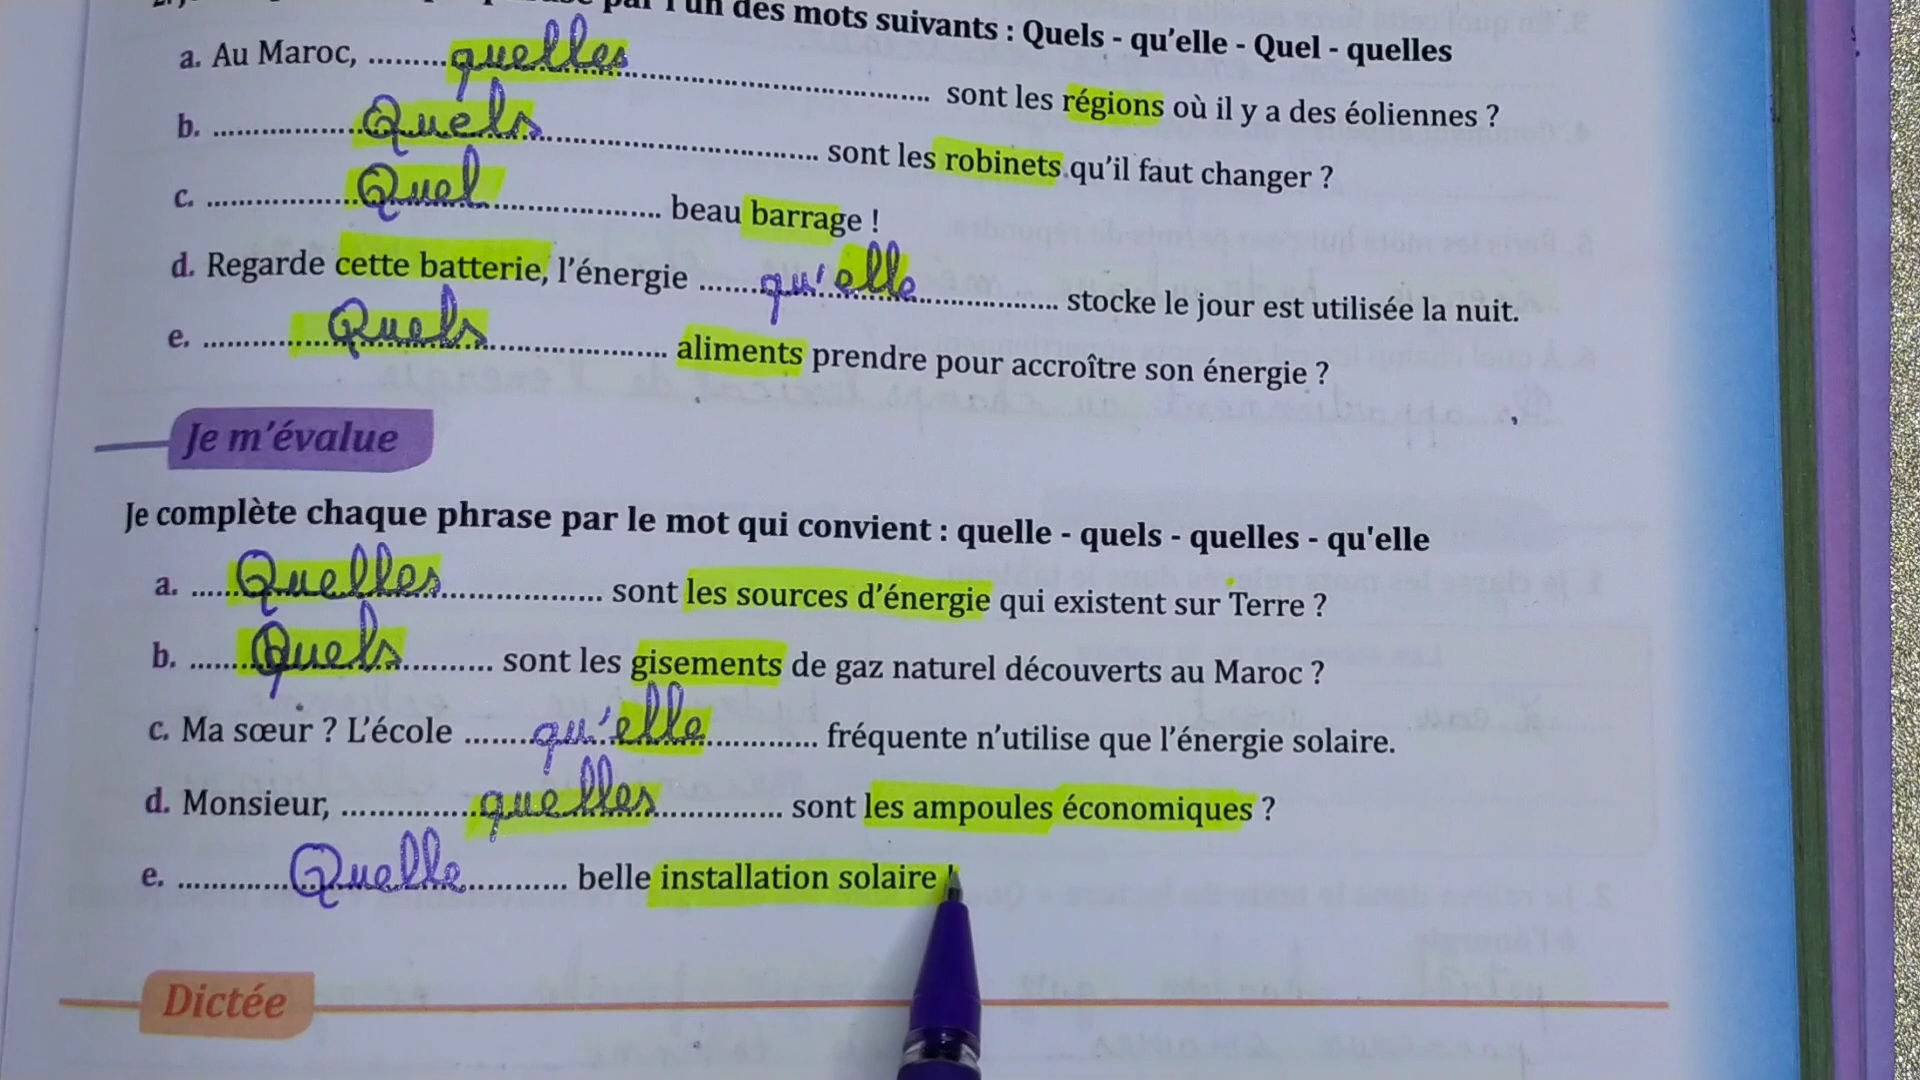 par l'un des mots suivants : Quels - qu'elle - Quel - quelles
a. Au Maroc, ......... quelles ......... sont les régions où il y a des éoliennes ?
b. ......... Quels ......... sont les robinets qu'il faut changer ?
c. ......... Quel ......... beau barrage !
d. Regarde cette batterie, l'énergie ......... qu'elle ......... stocke le jour est utilisée la nuit.
e. ......... Quels ......... aliments prendre pour accroître son énergie ?
Je m'évalue
Je complète chaque phrase par le mot qui convient : quelle - quels - quelles - qu'elle
a. ......... Quelles ......... sont les sources d'énergie qui existent sur Terre ?
b. ......... Quels ......... sont les gisements de gaz naturel découverts au Maroc ?
c. Ma sœur ? L'école ......... qu'elle ......... fréquente n'utilise que l'énergie solaire.
d. Monsieur, ......... quelles ......... sont les ampoules économiques ?
e. ......... Quelle ......... belle installation solaire !
Dictée